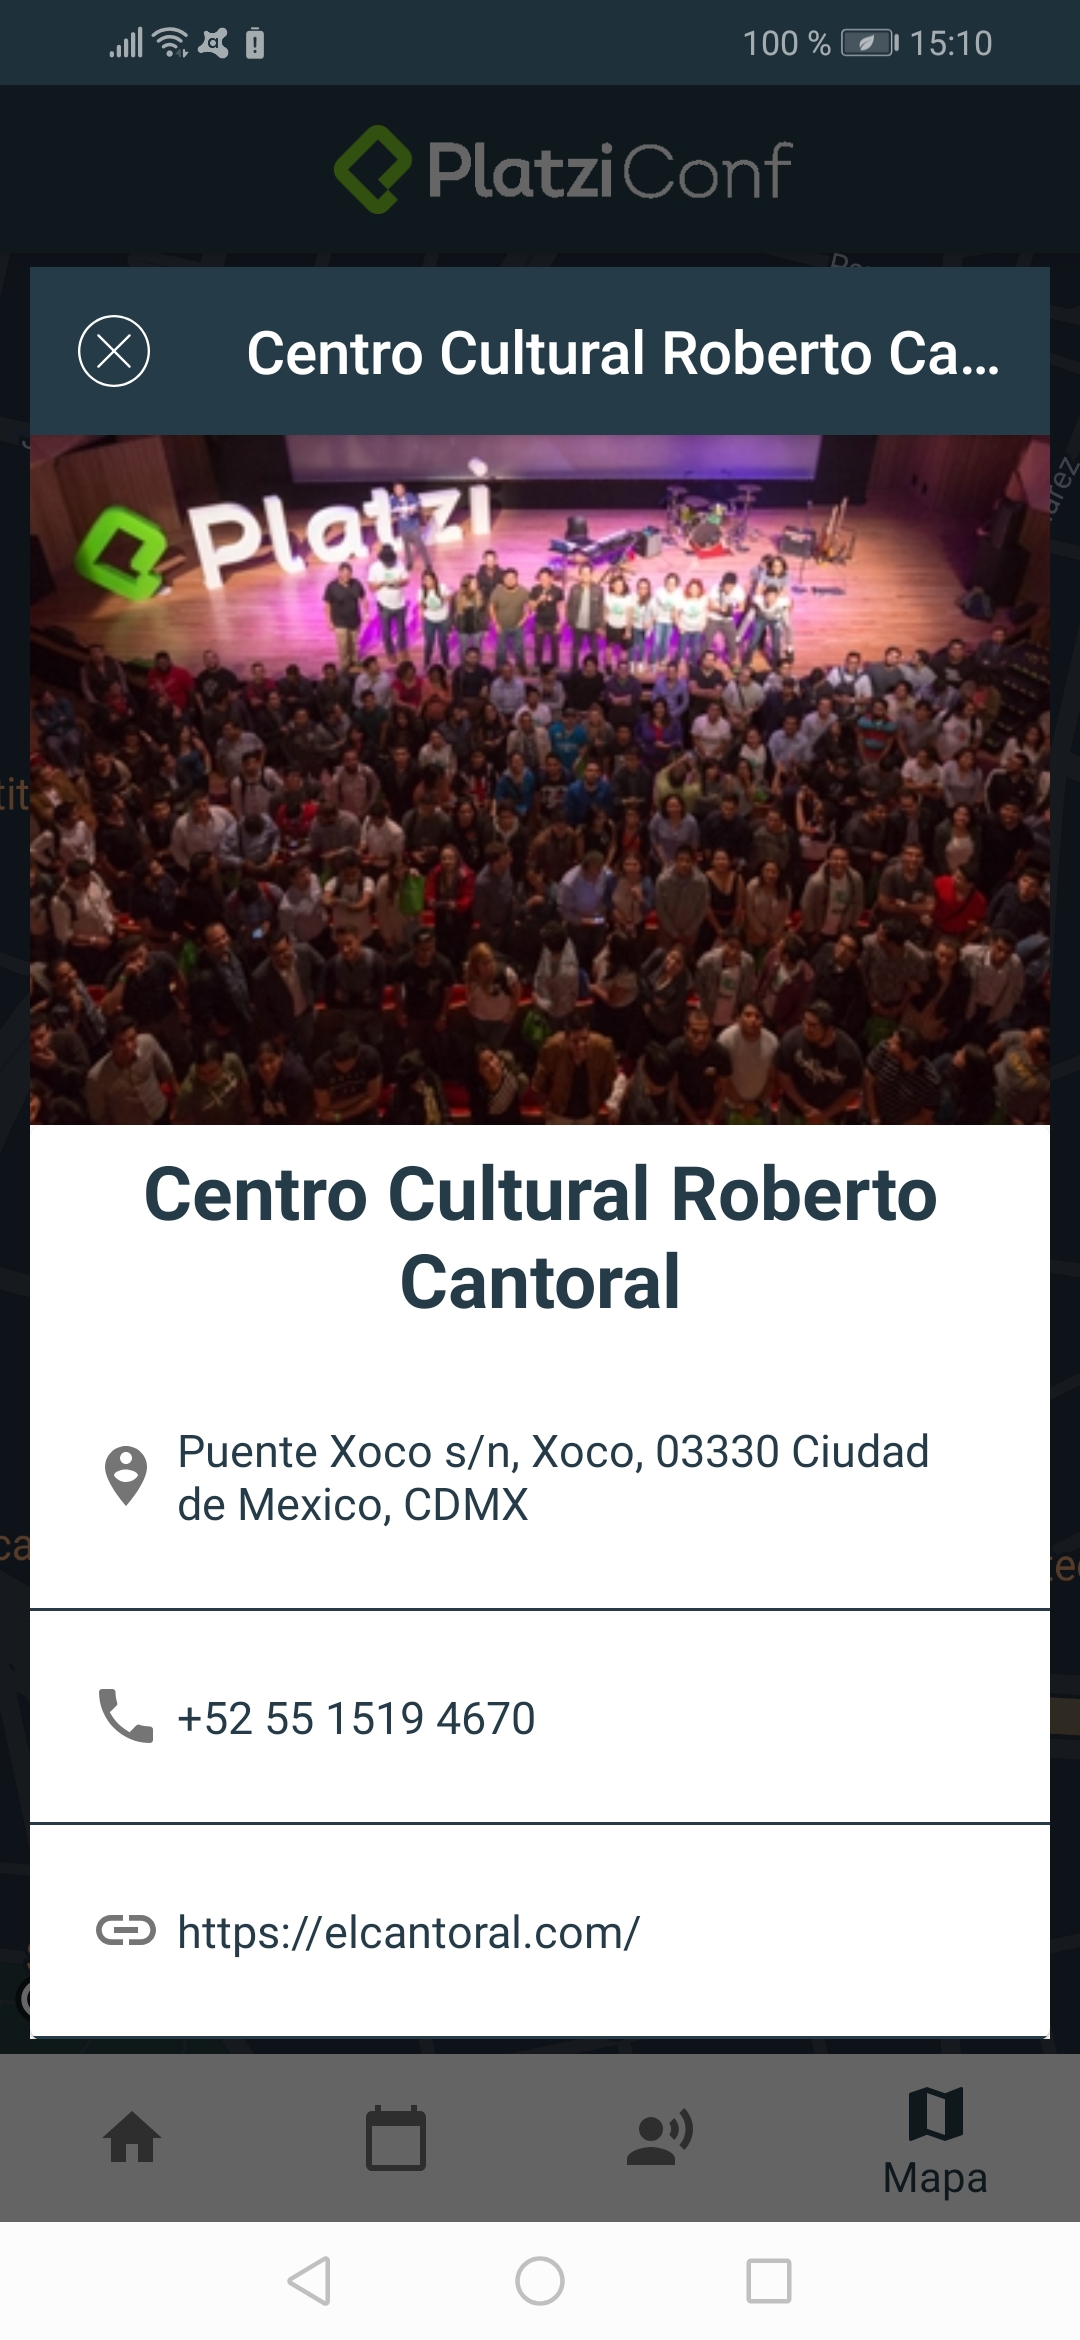 100 % 15:10
PlatziConf
Centro Cultural Roberto Ca...
Platzi
Centro Cultural Roberto
Cantoral
Puente Xoco s/n, Xoco, 03330 Ciudad
de Mexico, CDMX
+52 55 1519 4670
https://elcantoral.com/
Mapa